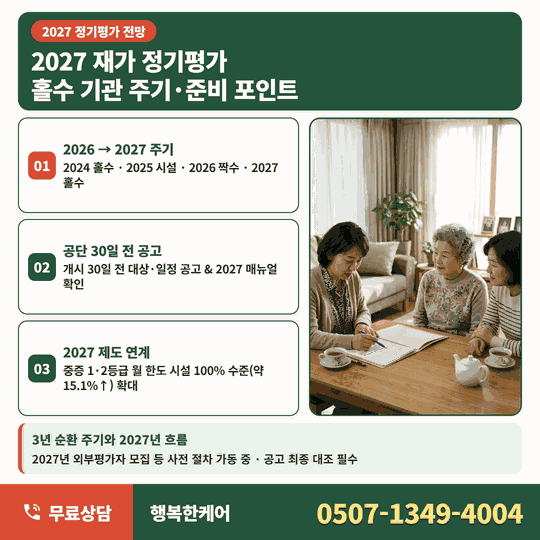 2027 정기평가 전망
2027 재가 정기평가
홀수 기관 주기·준비 포인트
01
2026 → 2027 주기
2024 홀수 · 2025 시설 · 2026 짝수 · 2027
홀수
02
공단 30일 전 공고
개시 30일 전 대상·일정 공고 & 2027 매뉴얼
확인
03
2027 제도 연계
중증 1·2등급 월 한도 시설 100% 수준(약
15.1%↑) 확대
3년 순환 주기와 2027년 흐름
2027년 외부평가자 모집 등 사전 절차 가동 중 · 공고 최종 대조 필수
무료상담
행복한케어
0507-1349-4004